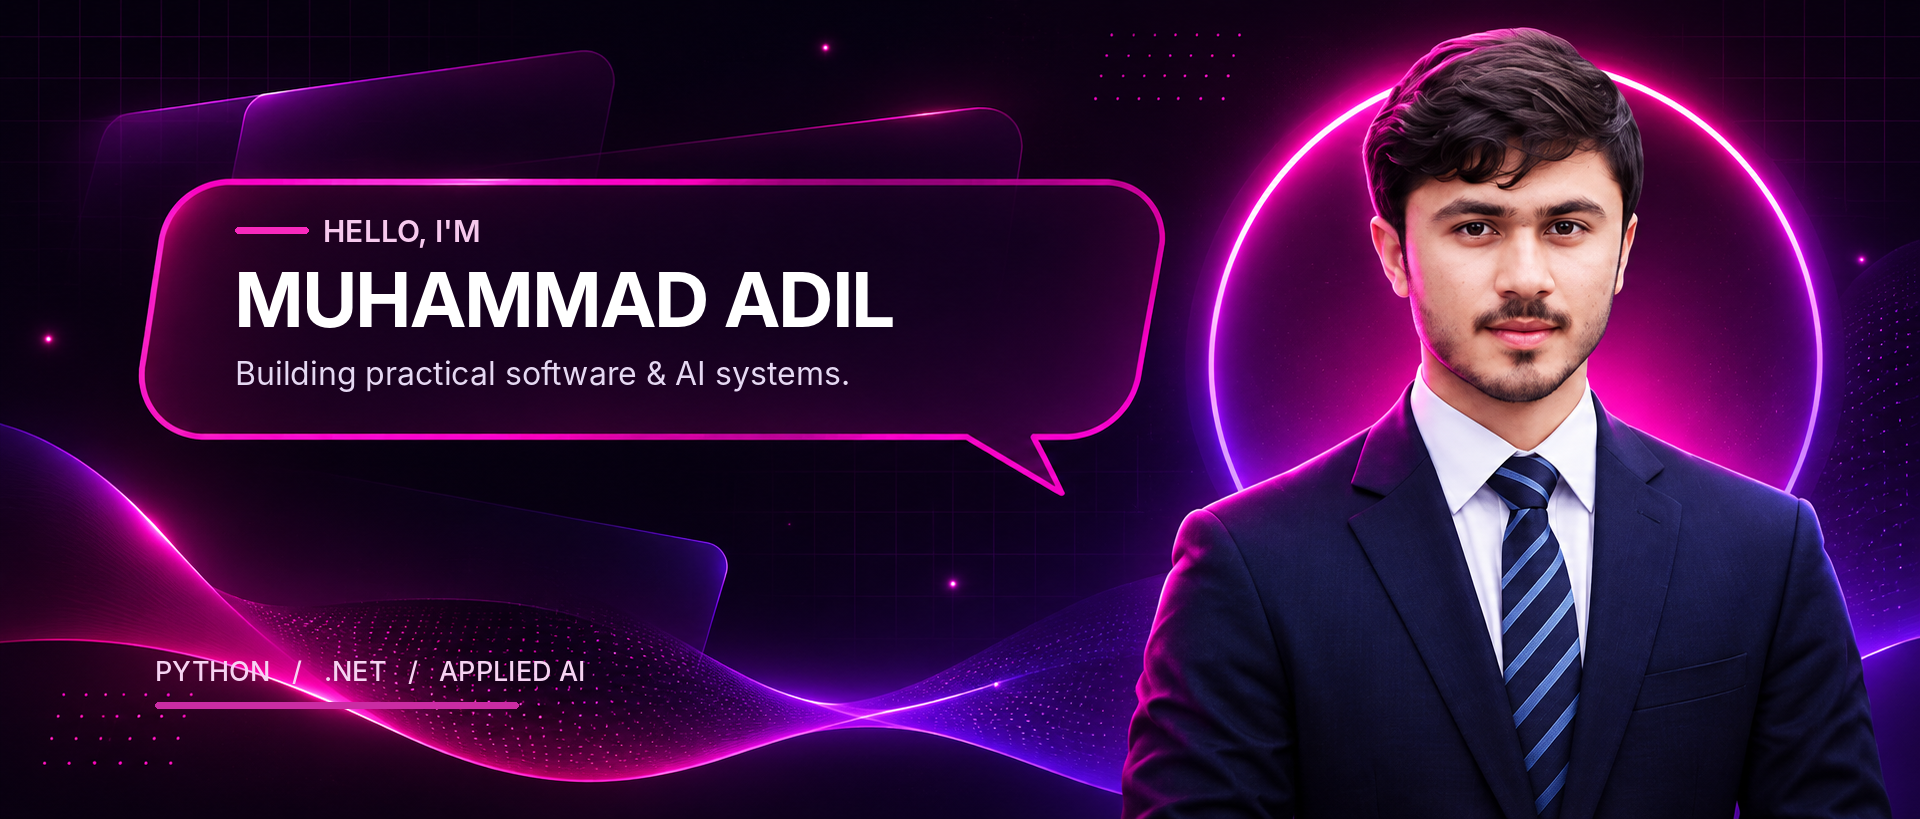 HELLO, I'M
MUHAMMAD ADIL
Building practical software & AI systems.
PYTHON / .NET / APPLIED AI